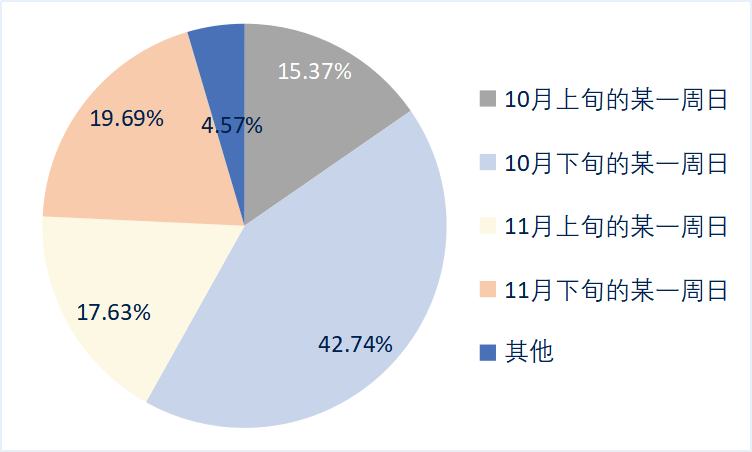 15.37%
19.69%
4.57%
17.63%
42.74%
10月上旬的某一周日
10月下旬的某一周日
11月上旬的某一周日
11月下旬的某一周日
其他